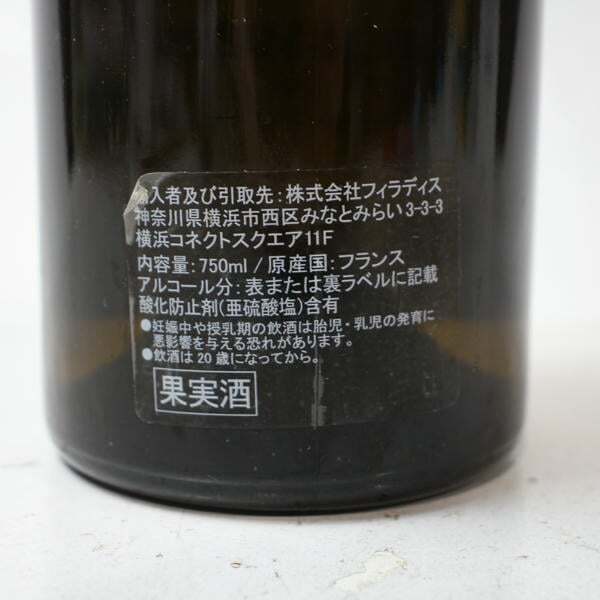 輸入者及び引取先：株式会社フィラディス
神奈川県横浜市西区みなとみらい3-3-3
横浜コネクトスクエア11F
内容量：750ml / 原産国：フランス
アルコール分：表または裏ラベルに記載
酸化防止剤(亜硫酸塩)含有
●妊娠中や授乳期の飲酒は胎児・乳児の発育に
悪影響を与える恐れがあります。
●飲酒は20歳になってから。
果実酒